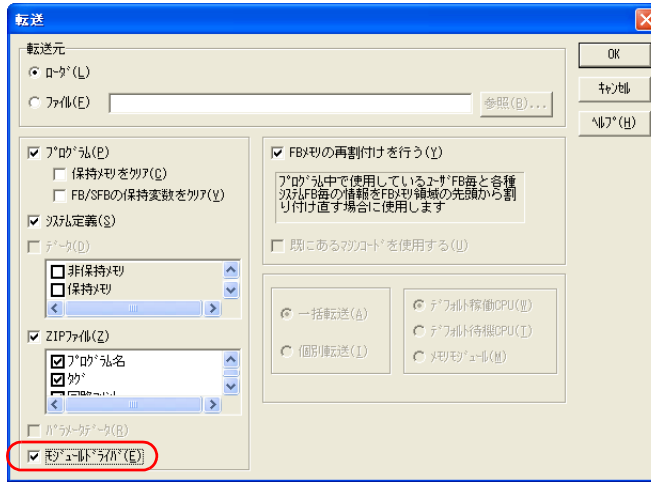 転送
転送元
ﾛｰﾀﾞ(L)
ﾌｧｲﾙ(F)
参照(B)...
OK
ｷｬﾝｾﾙ
ﾍﾙﾌﾟ(H)
ﾌﾟﾛｸﾞﾗﾑ(P)
保持ﾒﾓﾘをｸﾘｱ(C)
FB/SFBの保持変数をｸﾘｱ(Y)
ｼｽﾃﾑ定義(S)
ﾃﾞｰﾀ(D)
非保持ﾒﾓﾘ
保持ﾒﾓﾘ
ZIPﾌｧｲﾙ(Z)
ﾌﾟﾛｸﾞﾗﾑ名
ﾀｸﾞ
ﾊﾟﾗﾒｰﾀﾃﾞｰﾀ(R)
ﾓｼﾞｭｰﾙﾄﾞﾗｲﾊﾞ(E)
FBﾒﾓﾘの再割付けを行う(Y)
ﾌﾟﾛｸﾞﾗﾑ中で使用しているﾕｰｻﾞFB毎と各種
ｼｽﾃﾑFB毎の情報をFBﾒﾓﾘ領域の先頭から割
り付け直す場合に使用します
既にあるﾏｼﾝｺｰﾄﾞを使用する(U)
一括転送(A)
個別転送(I)
ﾃﾞﾌｫﾙﾄ稼働CPU(W)
ﾃﾞﾌｫﾙﾄ待機CPU(T)
ﾒﾓﾘﾓｼﾞｭｰﾙ(M)